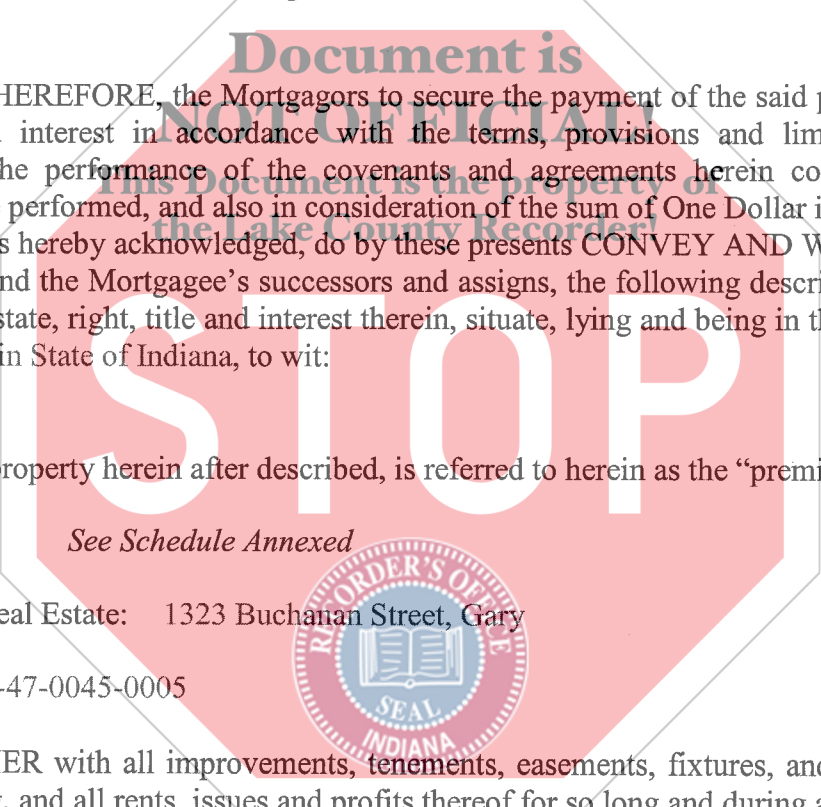 Document is
HEREFORE, the Mortgagors to secure the payment of the said p
NOT OFFICIAL!
interest in accordance with the terms, provisions and lim
he performance of the covenants and agreements herein co
This Document is the property of
performed, and also in consideration of the sum of One Dollar i
the Lake County Recorder!
s hereby acknowledged, do by these presents CONVEY AND W
nd the Mortgagee’s successors and assigns, the following descri
state, right, title and interest therein, situate, lying and being in th
in State of Indiana, to wit:
STOP
property herein after described, is referred to herein as the “premi
See Schedule Annexed
RECORDER'S OFFICE
eal Estate: 1323 Buchanan Street, Gary
-47-0045-0005
SEAL
INDIANA
ER with all improvements, tenements, easements, fixtures, and
, and all rents, issues and profits thereof for so long and during a